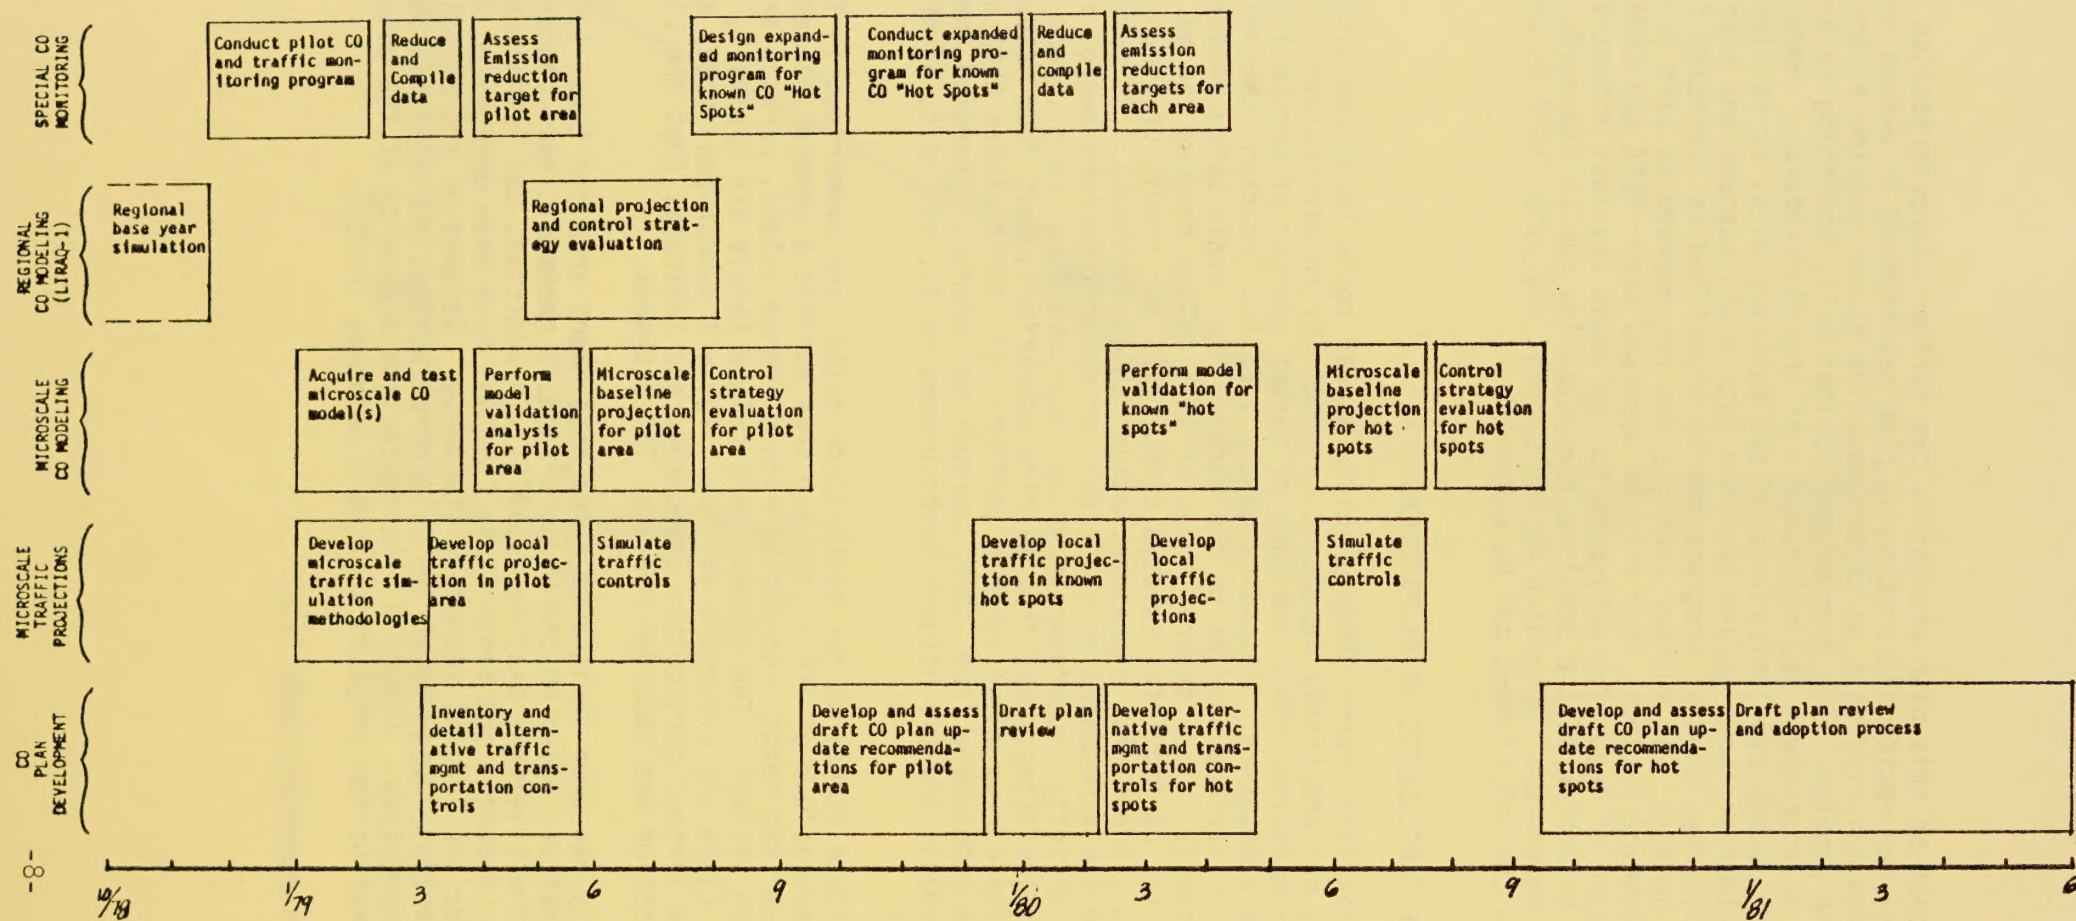 SPECIAL CO
MONITORING
Conduct pilot CO
and traffic mon-
itoring program
Reduce
and
Compile
data
Assess
Emission
reduction
target for
pilot area
Design expand-
ed monitoring
program for
known CO "Hot
Spots"
Conduct expanded
monitoring pro-
gram for known
CO "Hot Spots"
Reduce
and
compile
data
Assess
emission
reduction
targets for
each area
REGIONAL
CO MODELING
(LIRAQ-1)
Regional
base year
simulation
Regional projection
and control strat-
egy evaluation
MICROSCALE
CO MODELING
Acquire and test
microscale CO
model(s)
Perform
model
validation
analysis
for pilot
area
Microscale
baseline
projection
for pilot
area
Control
strategy
evaluation
for pilot
area
Perform model
validation for
known "hot
spots"
Microscale
baseline
projection
for hot
spots
Control
strategy
evaluation
for hot
spots
MICROSCALE
TRAFFIC
PROJECTIONS
Develop
microscale
traffic sim-
ulation
methodologies
Develop local
traffic projec-
tion in pilot
area
Simulate
traffic
controls
Develop local
traffic projec-
tion in known
hot spots
Develop
local
traffic
projec-
tions
Simulate
traffic
controls
CO
PLAN
DEVELOPMENT
Inventory and
detail altern-
ative traffic
mgmt and trans-
portation con-
trols
Develop and assess
draft CO plan up-
date recommenda-
tions for pilot
area
Draft plan
review
Develop alter-
native traffic
mgmt and trans-
portation con-
trols for hot
spots
Develop and assess
draft CO plan up-
date recommenda-
tions for hot
spots
Draft plan review
and adoption process
-8-
10/78 1/79 3 6 9 1/80 3 6 9 1/81 3 6